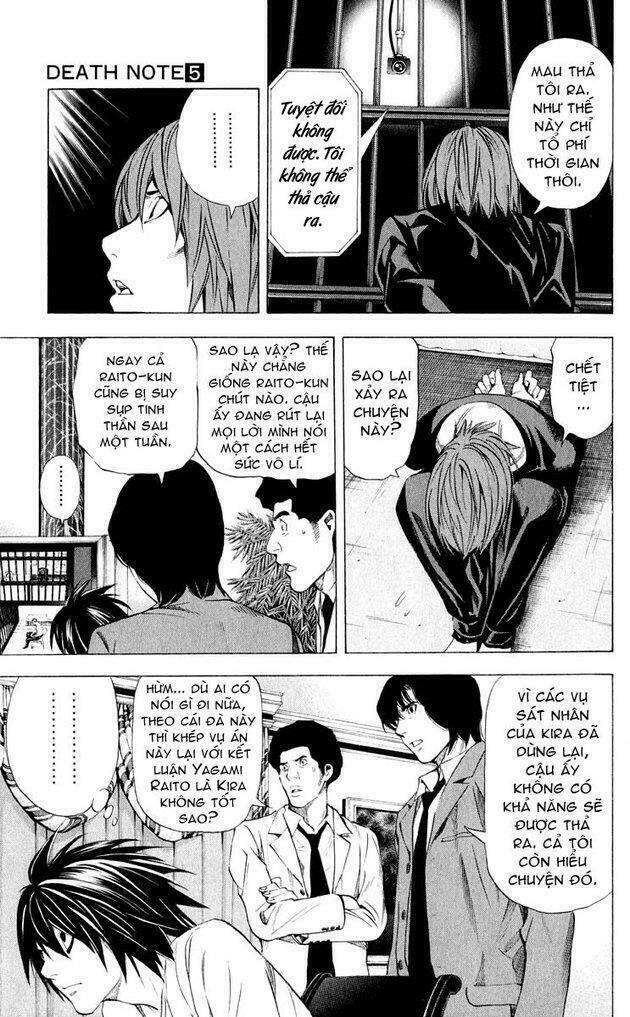 DEATH NOTE 5
MAU THẢ
TÔI RA.
NHƯ THẾ
NÀY CHỈ
TỔ PHÍ
THỜI GIAN
THÔI.
Tuyệt đối
không
được. Tôi
không thể
thả cậu
ra.
CHẾT
TIỆT
...
SAO LẠI
XẢY RA
CHUYỆN
NÀY?
SAO LẠ VẬY? THẾ
NÀY CHẲNG
GIỐNG RAITO-KUN
CHÚT NÀO. CẬU
ẤY ĐANG RÚT LẠI
MỌI LỜI MÌNH NÓI
MỘT CÁCH HẾT
SỨC VÔ LÍ.
NGAY CẢ
RAITO-KUN
CŨNG BỊ SUY
SỤP TINH
THẦN SAU
MỘT TUẦN.
VÌ CÁC VỤ
SÁT NHÂN
CỦA KIRA ĐÃ
DỪNG LẠI,
CẬU ẤY
KHÔNG CÓ
KHẢ NĂNG SẼ
ĐƯỢC THẢ
RA. CẢ TÔI
CÒN HIỂU
CHUYỆN ĐÓ.
HỪM... DÙ AI CÓ
NÓI GÌ ĐI NỮA,
THEO CÁI ĐÀ NÀY
THÌ KHÉP VỤ ÁN
NÀY LẠI VỚI KẾT
LUẬN YAGAMI
RAITO LÀ KIRA
KHÔNG TỐT
SAO?